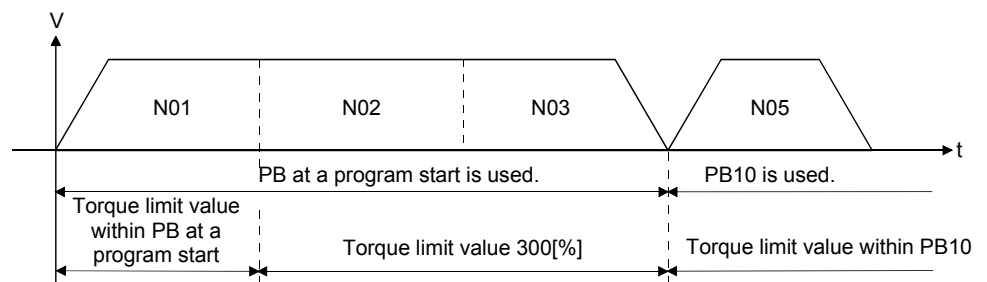 V
N01
N02
N03
N05
t
PB at a program start is used.
PB10 is used.
Torque limit value
within PB at a
program start
Torque limit value 300[%]
Torque limit value within PB10